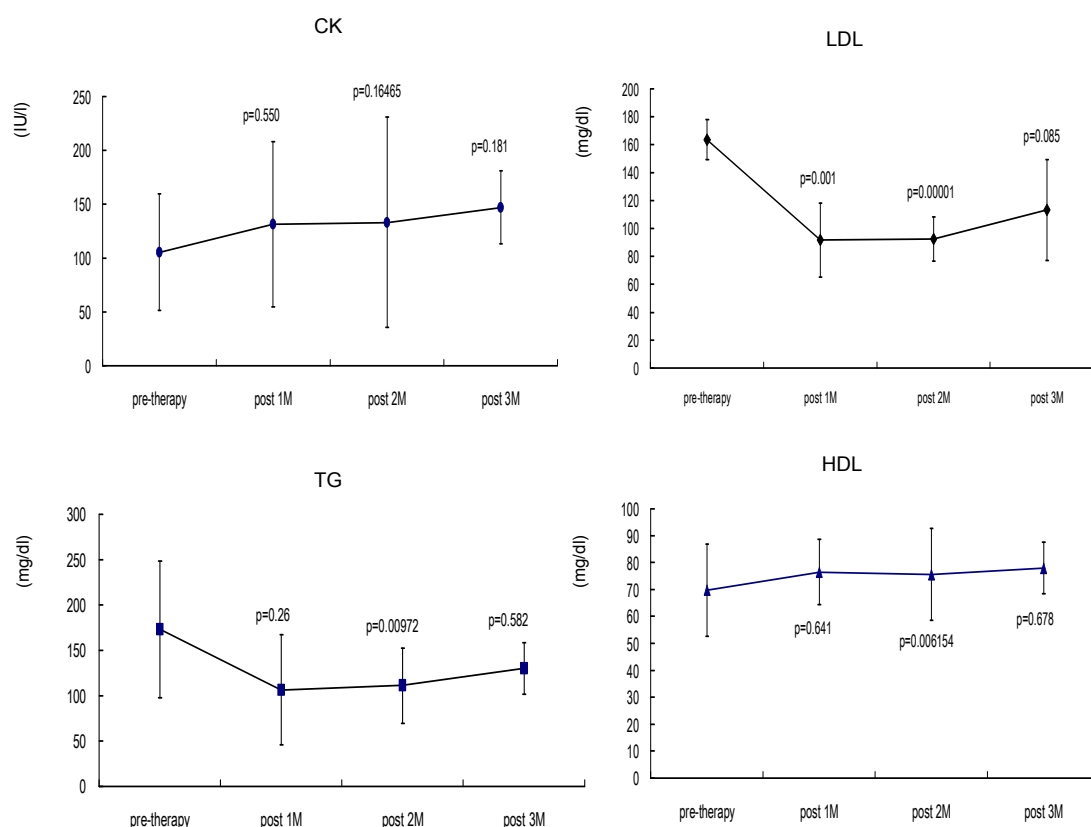 CK
(IU/l)
250
200
150
100
50
0
p=0.550
p=0.16465
p=0.181
pre-therapy post 1M post 2M post 3M
LDL
(mg/dl)
200
180
160
140
120
100
80
60
40
20
0
p=0.001
p=0.00001
p=0.085
pre-therapy post 1M post 2M post 3M
TG
(mg/dl)
300
250
200
150
100
50
0
p=0.26
p=0.00972
p=0.582
pre-therapy post 1M post 2M post 3M
HDL
(mg/dl)
100
90
80
70
60
50
40
30
20
10
0
p=0.641
p=0.006154
p=0.678
pre-therapy post 1M post 2M post 3M